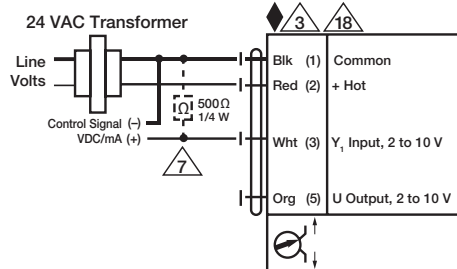 24 VAC Transformer
3
18
Line
Volts
Blk (1) Common
Red (2) + Hot
Ω 500Ω
1/4 W
Control Signal (–)
VDC/mA (+)
Wht (3) Y1 Input, 2 to 10 V
7
Org (5) U Output, 2 to 10 V